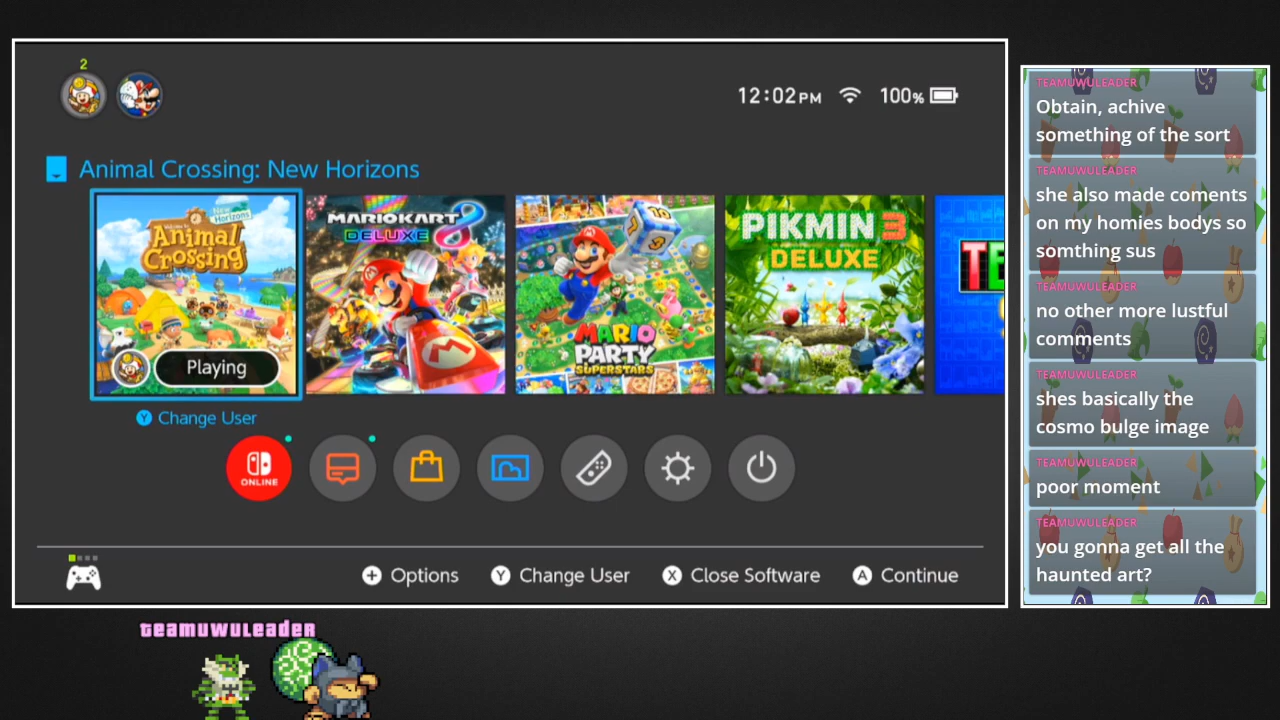 2
12:02PM
100%
Animal Crossing: New Horizons
New
Horizons
Welcome to
Animal
Crossing
Playing
MARIOKART 8
DELUXE
MARIO
PARTY
SUPERSTARS
PIKMIN 3
DELUXE
TE
Y Change User
ONLINE
+ Options
Y Change User
X Close Software
A Continue
TEAMUWULEADER
Obtain, achive
something of the sort
TEAMUWULEADER
she also made coments
on my homies bodys so
somthing sus
TEAMUWULEADER
no other more lustful
comments
TEAMUWULEADER
shes basically the
cosmo bulge image
TEAMUWULEADER
poor moment
TEAMUWULEADER
you gonna get all the
haunted art?
teamuwuleader